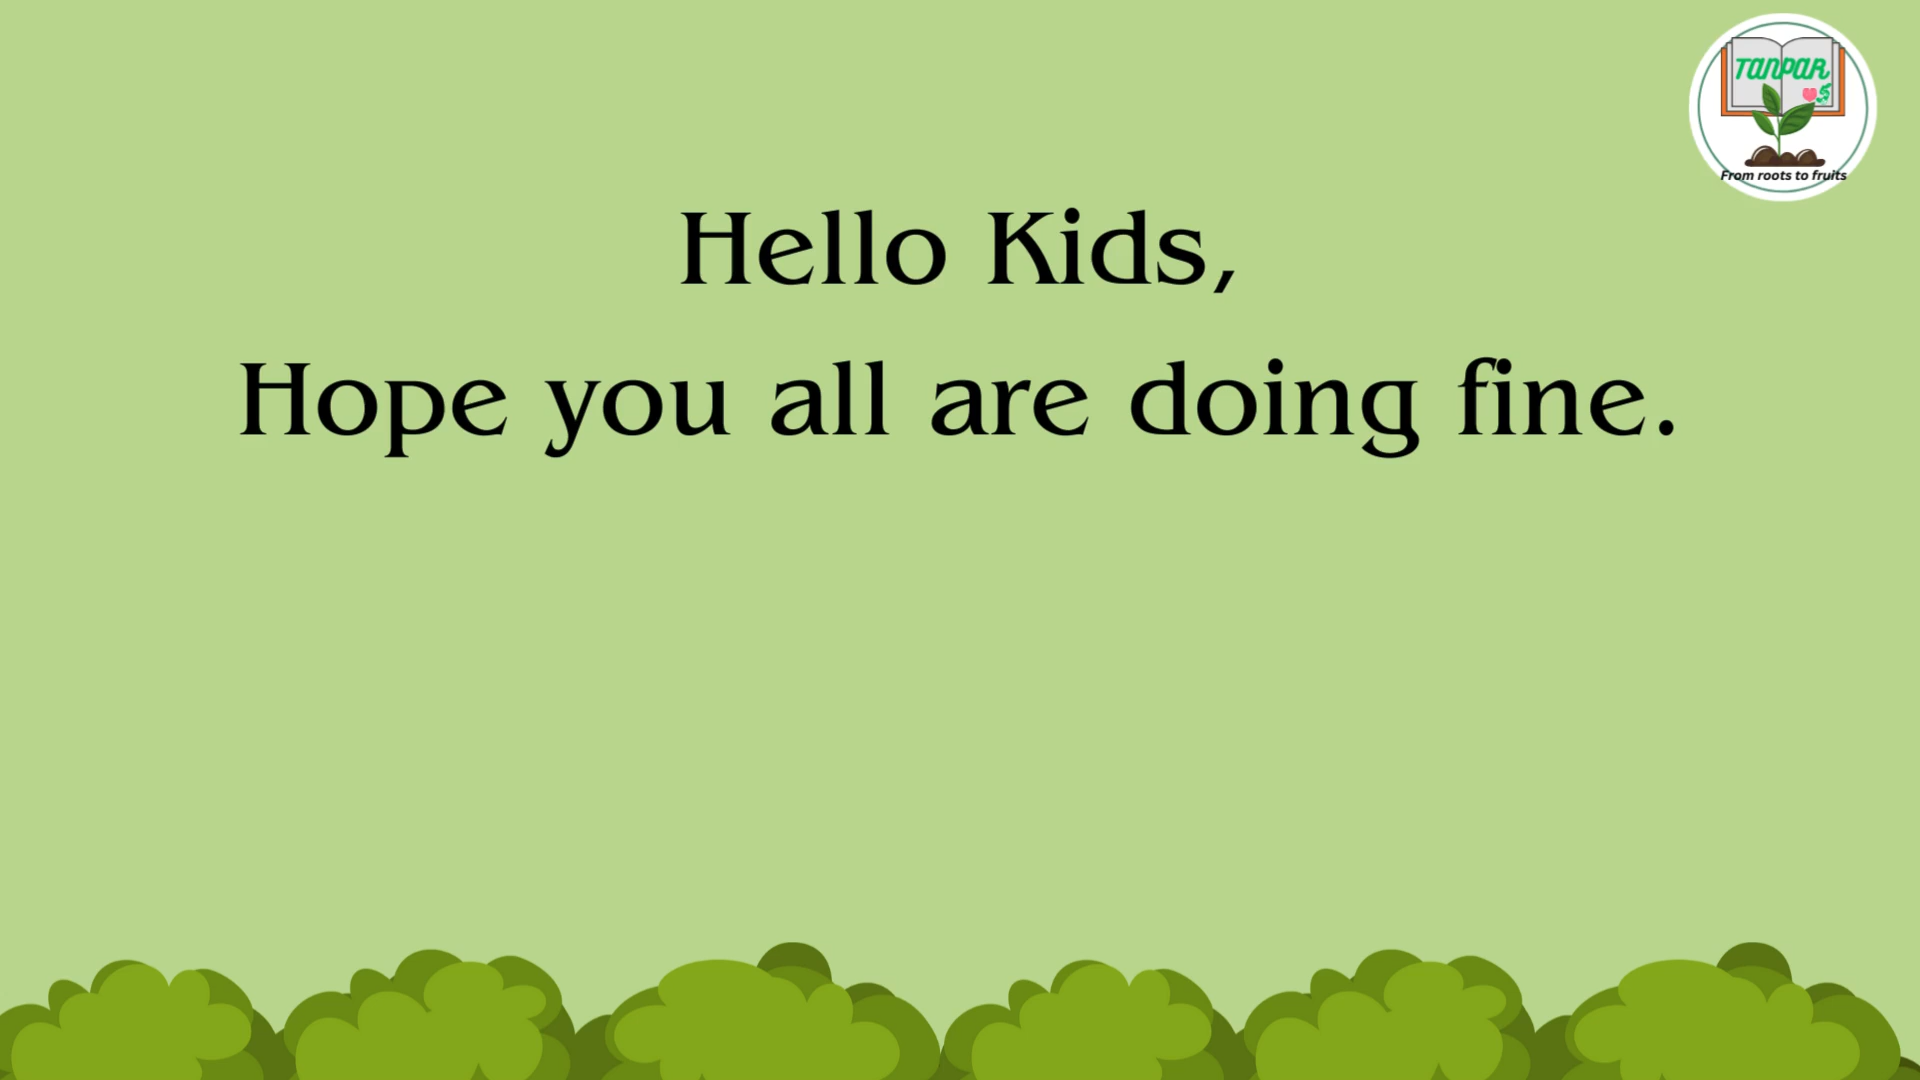 TANPAR
From roots to fruits
Hello Kids,
Hope you all are doing fine.